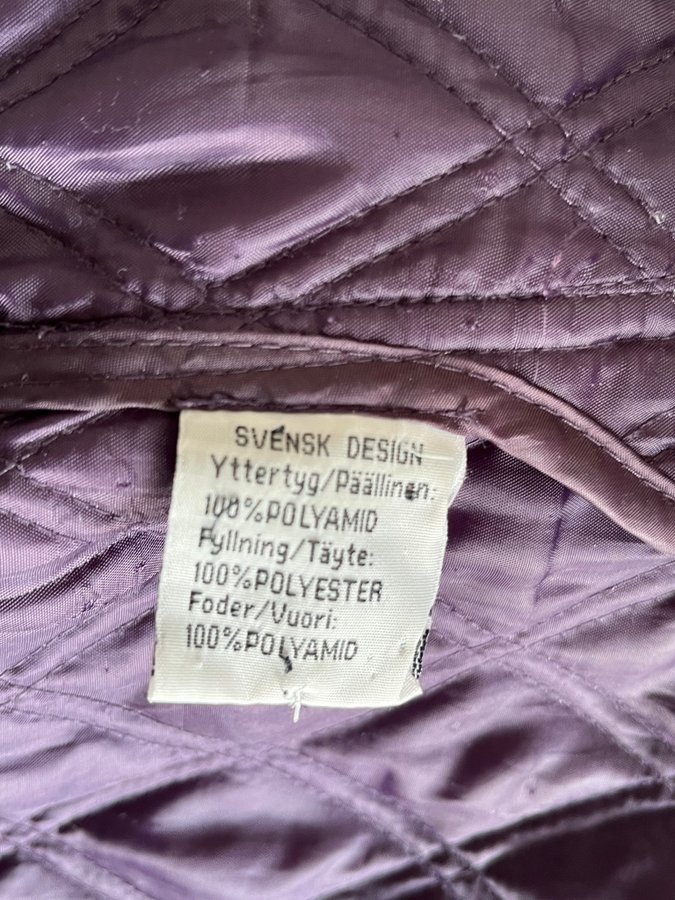 SVENSK DESIGN
Yttertyg/Päällinen:
100%POLYAMID
Fyllning/Täyte:
100%POLYESTER
Foder/Vuori:
100%POLYAMID